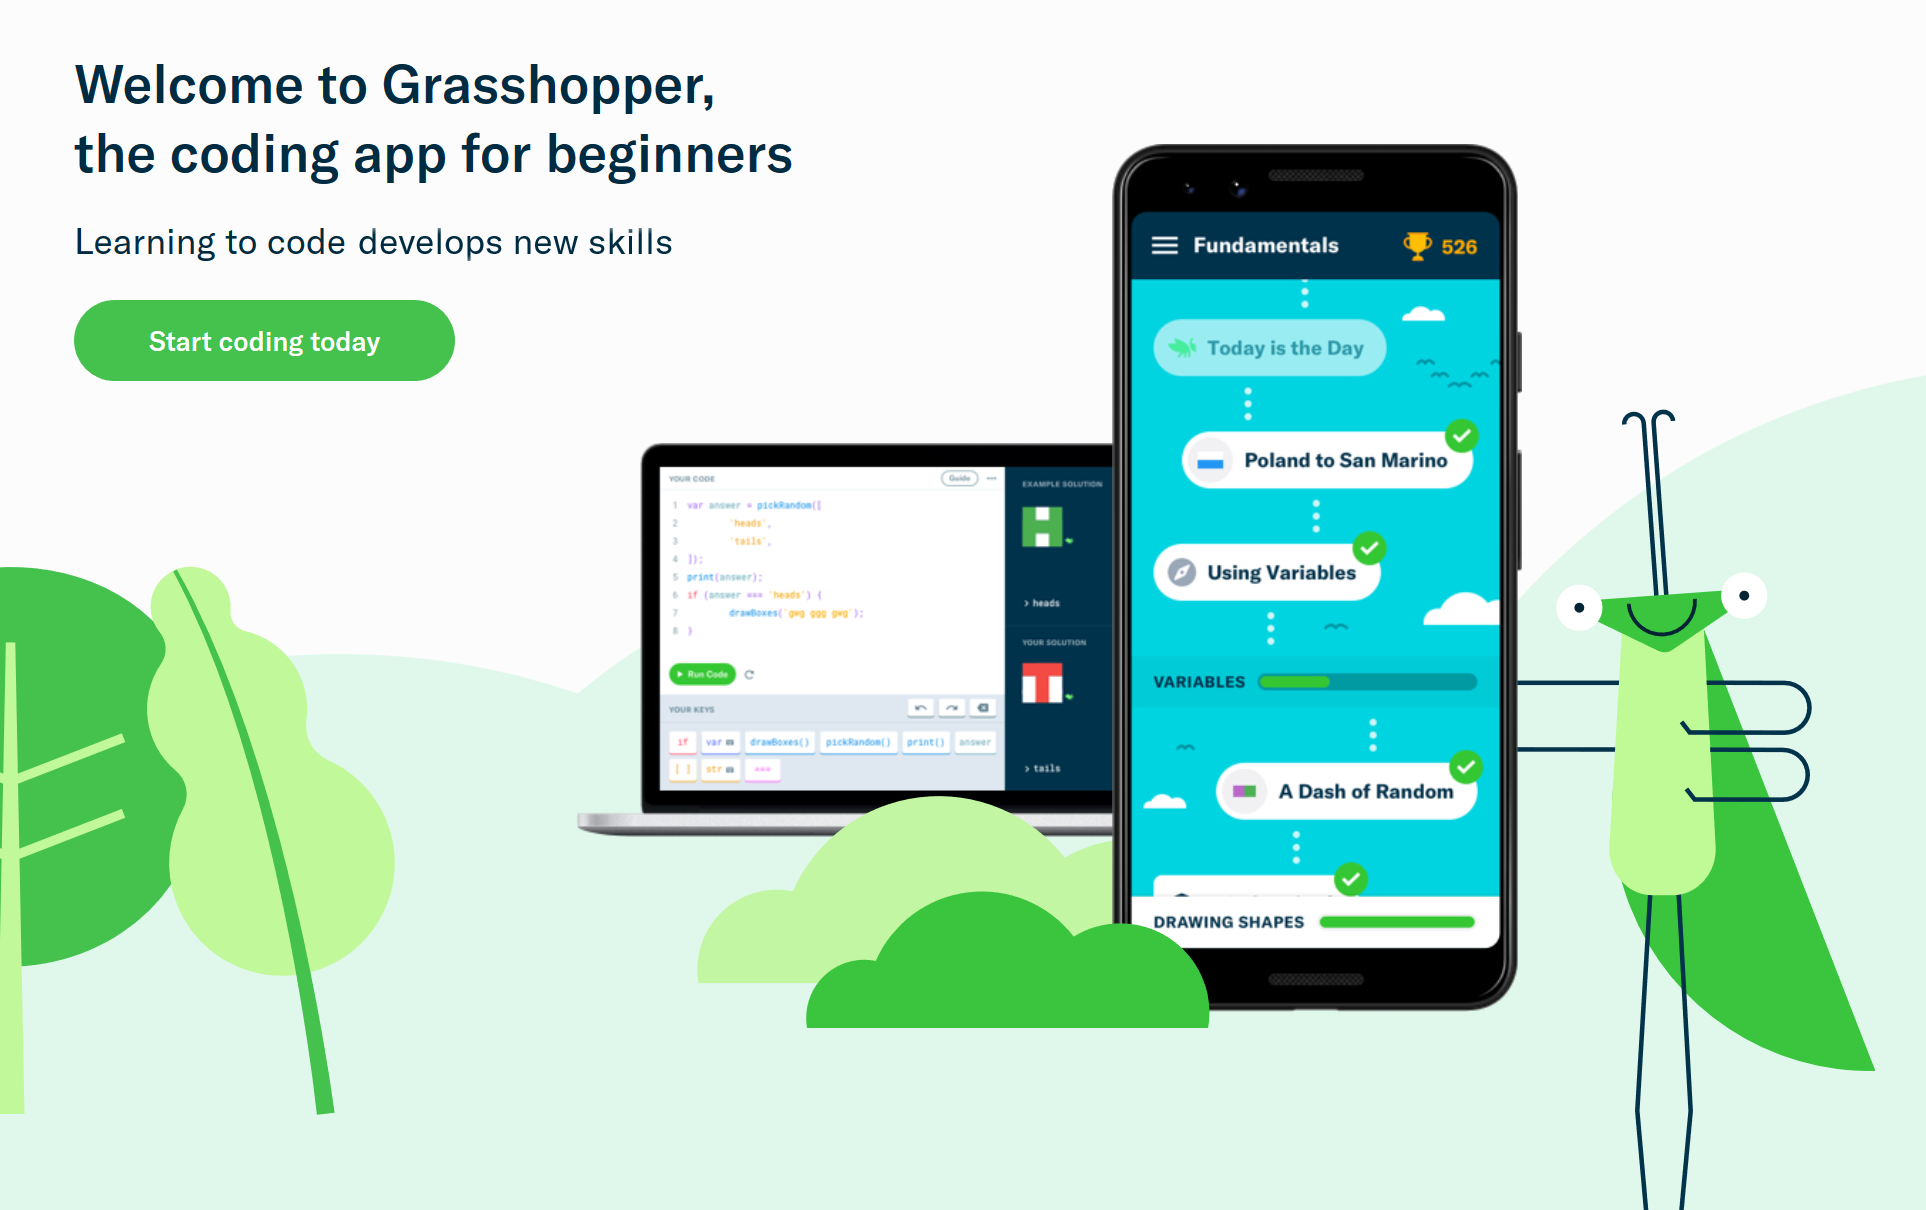 Welcome to Grasshopper,
the coding app for beginners
Learning to code develops new skills
Start coding today
YOUR CODE
Guide
1 var answer = pickRandom([
2 'heads',
3 'tails',
4 ]);
5 print(answer);
6 if (answer === 'heads') {
7 drawBoxes('gwg ggg gwg');
8 }
Run Code
YOUR KEYS
if var drawBoxes() pickRandom() print() answer
[ ] str ===
EXAMPLE SOLUTION
> heads
YOUR SOLUTION
> tails
Fundamentals 526
Today is the Day
Poland to San Marino
Using Variables
VARIABLES
A Dash of Random
DRAWING SHAPES